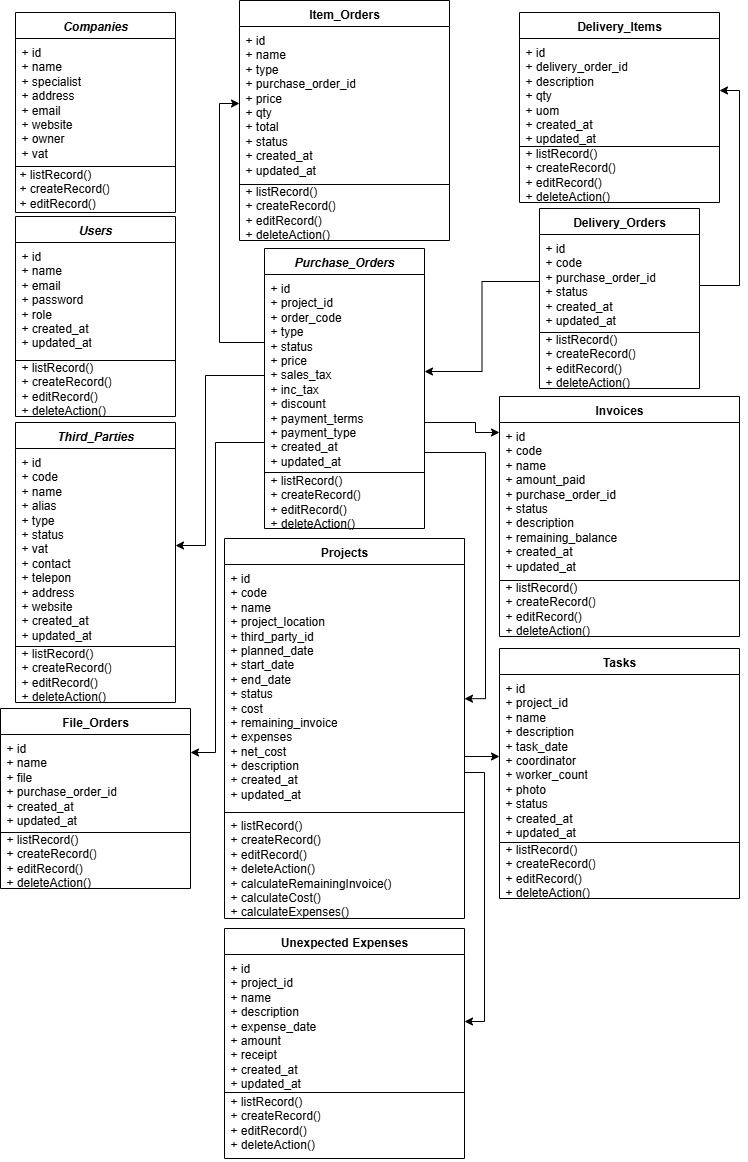 Companies
+ id
+ name
+ specialist
+ address
+ email
+ website
+ owner
+ vat
+ listRecord()
+ createRecord()
+ editRecord()
Users
+ id
+ name
+ email
+ password
+ role
+ created_at
+ updated_at
+ listRecord()
+ createRecord()
+ editRecord()
+ deleteAction()
Third_Parties
+ id
+ code
+ name
+ alias
+ type
+ status
+ vat
+ contact
+ telepon
+ address
+ website
+ created_at
+ updated_at
+ listRecord()
+ createRecord()
+ editRecord()
+ deleteAction()
File_Orders
+ id
+ name
+ file
+ purchase_order_id
+ created_at
+ updated_at
+ listRecord()
+ createRecord()
+ editRecord()
+ deleteAction()
Item_Orders
+ id
+ name
+ type
+ purchase_order_id
+ price
+ qty
+ total
+ status
+ created_at
+ updated_at
+ listRecord()
+ createRecord()
+ editRecord()
+ deleteAction()
Purchase_Orders
+ id
+ project_id
+ order_code
+ type
+ status
+ price
+ sales_tax
+ inc_tax
+ discount
+ payment_terms
+ payment_type
+ created_at
+ updated_at
+ listRecord()
+ createRecord()
+ editRecord()
+ deleteAction()
Projects
+ id
+ code
+ name
+ project_location
+ third_party_id
+ planned_date
+ start_date
+ end_date
+ status
+ cost
+ remaining_invoice
+ expenses
+ net_cost
+ description
+ created_at
+ updated_at
+ listRecord()
+ createRecord()
+ editRecord()
+ deleteAction()
+ calculateRemainingInvoice()
+ calculateCost()
+ calculateExpenses()
Unexpected Expenses
+ id
+ project_id
+ name
+ description
+ expense_date
+ amount
+ receipt
+ created_at
+ updated_at
+ listRecord()
+ createRecord()
+ editRecord()
+ deleteAction()
Delivery_Items
+ id
+ delivery_order_id
+ description
+ qty
+ uom
+ created_at
+ updated_at
+ listRecord()
+ createRecord()
+ editRecord()
+ deleteAction()
Delivery_Orders
+ id
+ code
+ purchase_order_id
+ status
+ created_at
+ updated_at
+ listRecord()
+ createRecord()
+ editRecord()
+ deleteAction()
Invoices
+ id
+ code
+ name
+ amount_paid
+ purchase_order_id
+ status
+ description
+ remaining_balance
+ created_at
+ updated_at
+ listRecord()
+ createRecord()
+ editRecord()
+ deleteAction()
Tasks
+ id
+ project_id
+ name
+ description
+ task_date
+ coordinator
+ worker_count
+ photo
+ status
+ created_at
+ updated_at
+ listRecord()
+ createRecord()
+ editRecord()
+ deleteAction()